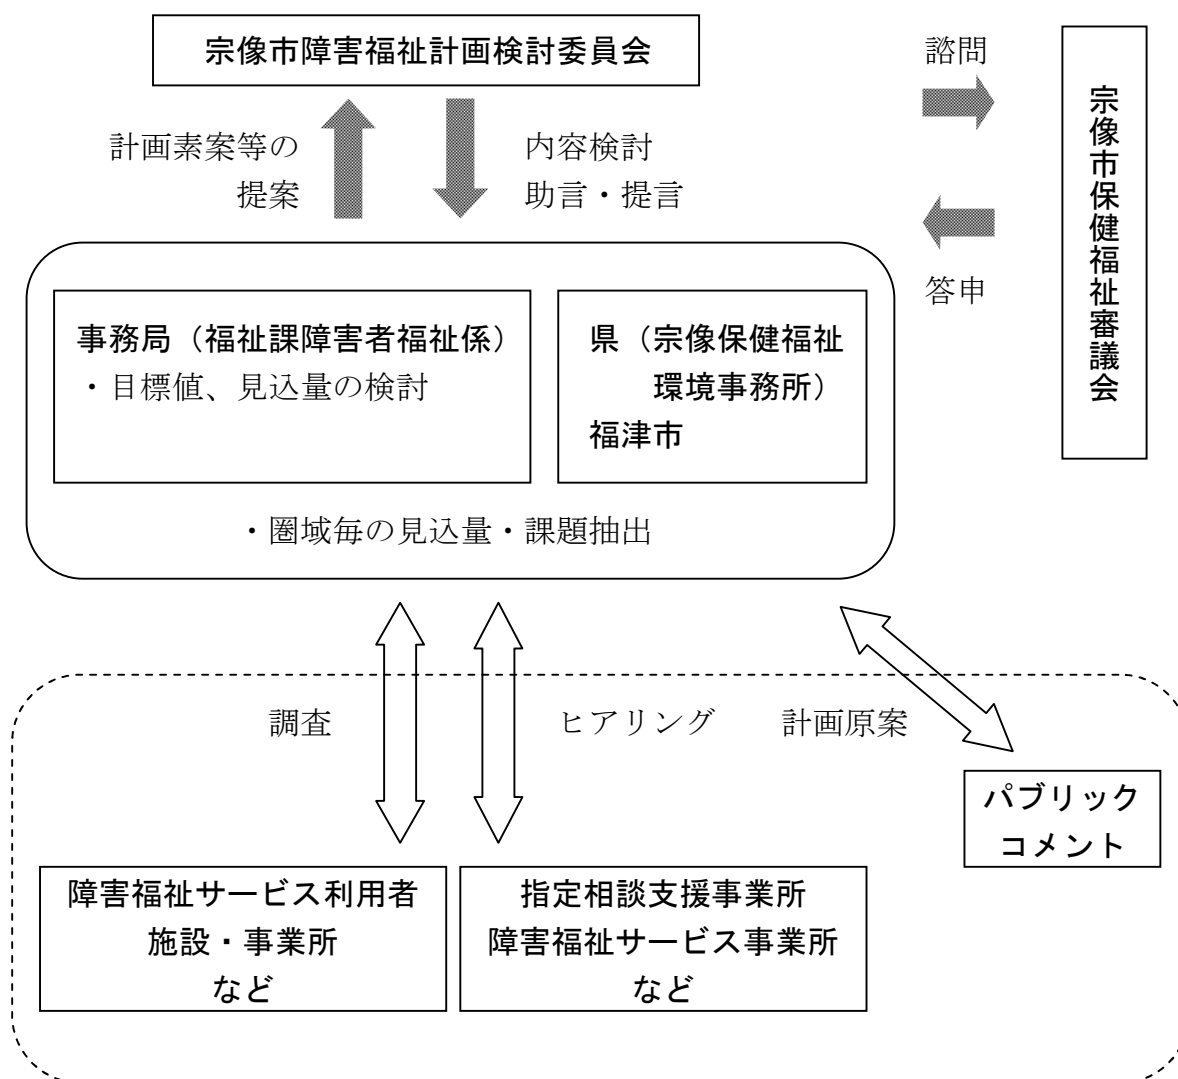 宗像市障害福祉計画検討委員会
諮問
計画素案等の
提案
内容検討
助言・提言
答申
宗像市保健福祉審議会
事務局（福祉課障害者福祉係）
・目標値、見込量の検討
県（宗像保健福祉
環境事務所）
福津市
・圏域毎の見込量・課題抽出
調査
ヒアリング
計画原案
パブリック
コメント
障害福祉サービス利用者
施設・事業所
など
指定相談支援事業所
障害福祉サービス事業所
など